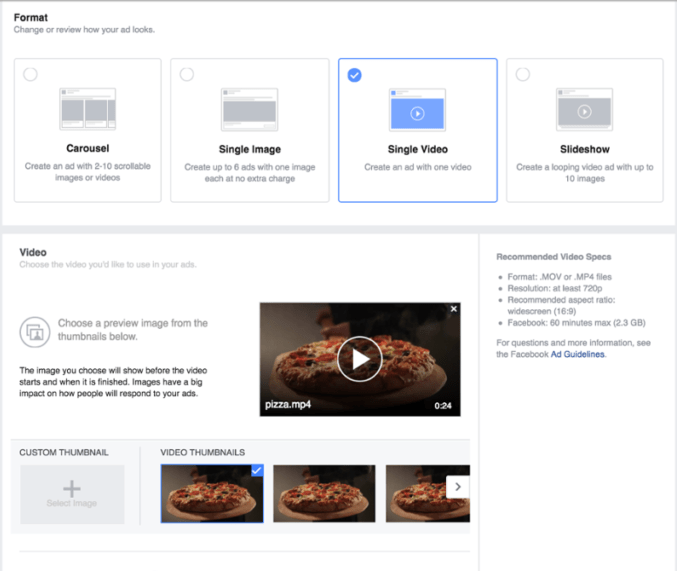 Format
Change or review how your ad looks.
Carousel
Create an ad with 2-10 scrollable
images or videos
Single Image
Create up to 6 ads with one image
each at no extra charge
Single Video
Create an ad with one video
Slideshow
Create a looping video ad with up to
10 images
Video
Choose the video you'd like to use in your ads.
Choose a preview image from the
thumbnails below.
The image you choose will show before the video
starts and when it is finished. Images have a big
impact on how people will respond to your ads.
pizza.mp4
0:24
CUSTOM THUMBNAIL
Select Image
VIDEO THUMBNAILS
Recommended Video Specs
• Format: .MOV or .MP4 files
• Resolution: at least 720p
• Recommended aspect ratio:
widescreen (16:9)
• Facebook: 60 minutes max (2.3 GB)
For questions and more information, see
the Facebook Ad Guidelines.